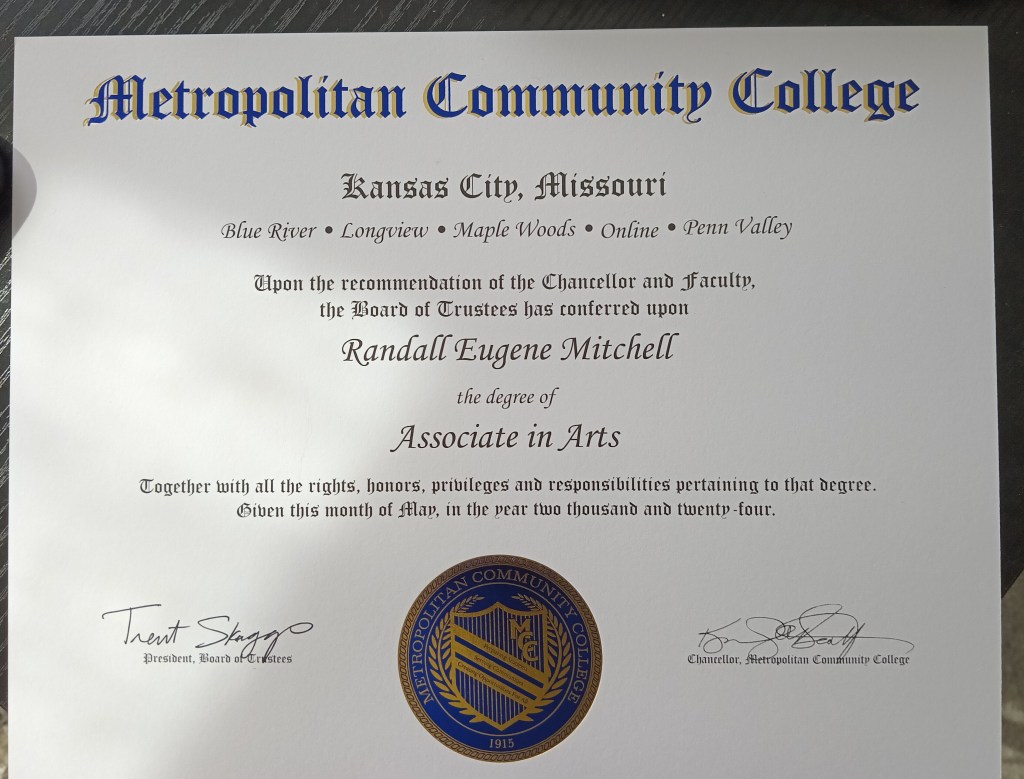 Metropolitan Community College
Kansas City, Missouri
Blue River • Longview • Maple Woods • Online • Penn Valley
Upon the recommendation of the Chancellor and Faculty,
the Board of Trustees has conferred upon
Randall Eugene Mitchell
the degree of
Associate in Arts
Together with all the rights, honors, privileges and responsibilities pertaining to that degree.
Given this month of May, in the year two thousand and twenty-four.
Trent Skaggs
President, Board of Trustees
METROPOLITAN COMMUNITY COLLEGE
MCC
1915
Chancellor, Metropolitan Community College